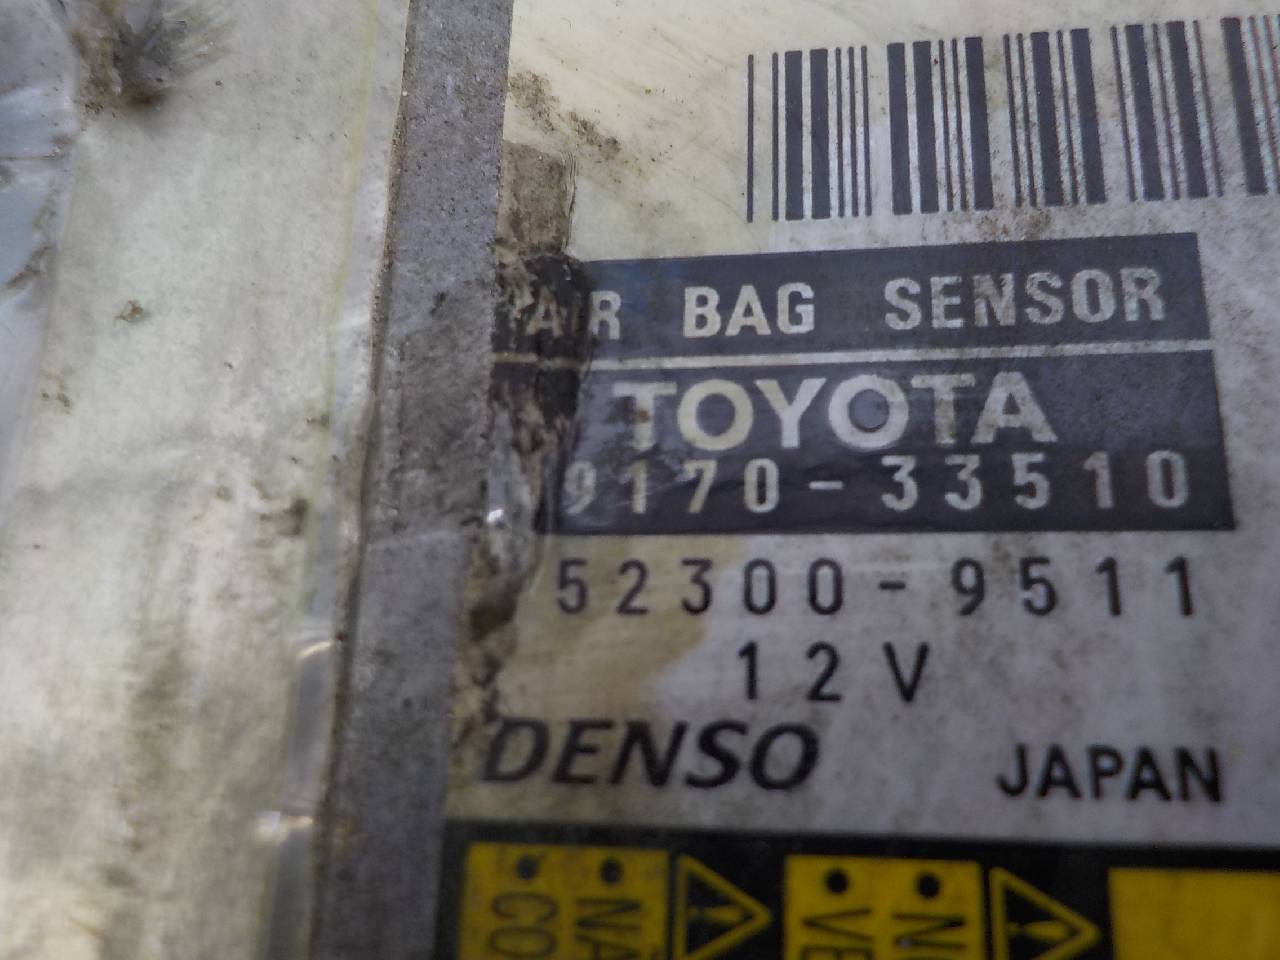 AIR BAG SENSOR
TOYOTA
9170-33510
52300-9511
12V
DENSO JAPAN